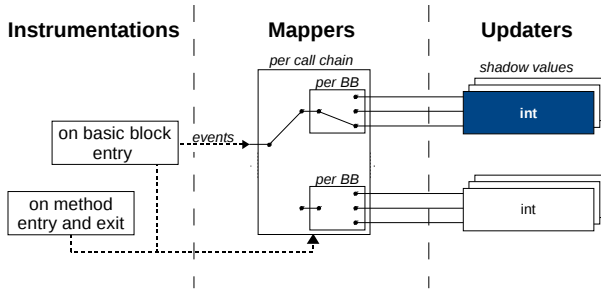 Instrumentations
Mappers
Updaters
per call chain
shadow values
per BB
int
on basic block
entry
events
per BB
on method
entry and exit
int